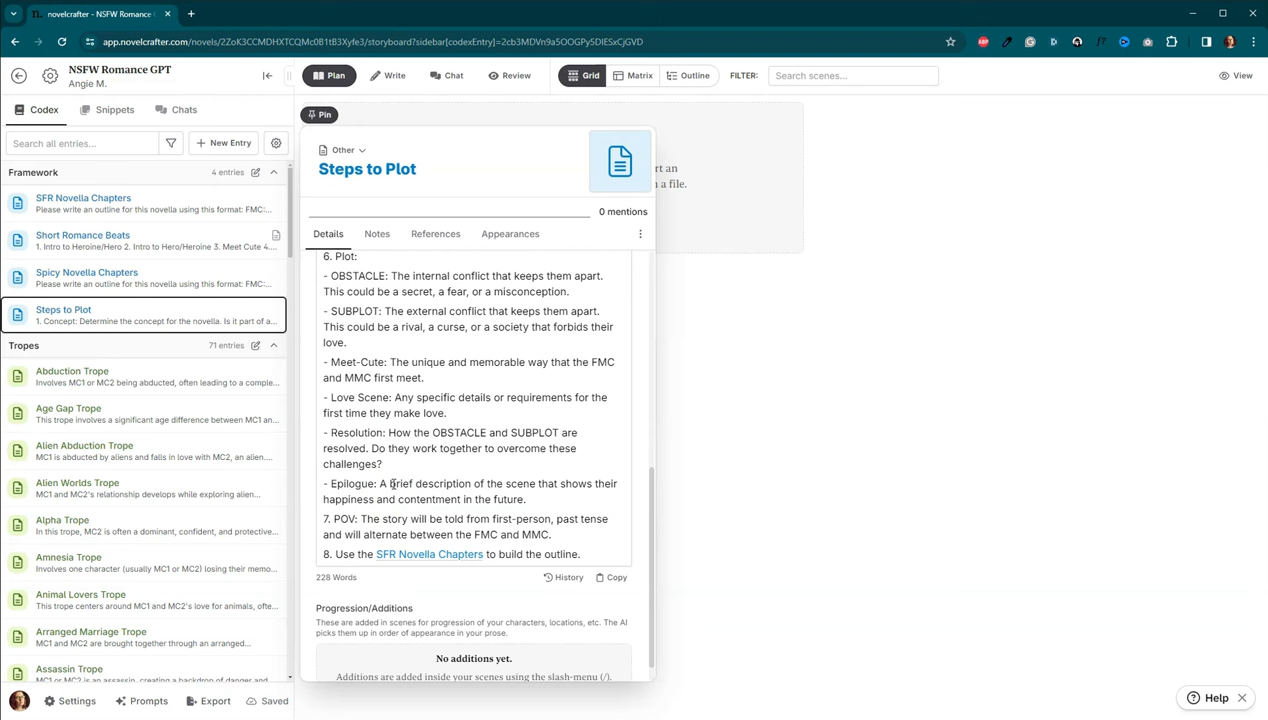 novelcrafter - NSFW Romance
app.novelcrafter.com/novels/2ZoK3CCMDHXTCQMc0B1tB3Xyfe3/storyboard?sidebar[codexEntry]=2cb3MDVn9a5OOGPy5DIESxCjGVD
NSFW Romance GPT
Angie M.
Plan
Write
Chat
Review
Grid
Matrix
Outline
FILTER:
Search scenes...
View
Codex
Snippets
Chats
Search all entries...
+ New Entry
Framework
4 entries
SFR Novella Chapters
Please write an outline for this novella using this format: FMC:...
Short Romance Beats
1. Intro to Heroine/Hero 2. Intro to Hero/Heroine 3. Meet Cute 4....
Spicy Novella Chapters
Please write an outline for this novella using this format: FMC:...
Steps to Plot
1. Concept: Determine the concept for the novella. Is it part of a...
Tropes
71 entries
Abduction Trope
Involves MC1 or MC2 being abducted, often leading to a comple...
Age Gap Trope
This trope involves a significant age difference between MC1 an...
Alien Abduction Trope
MC1 is abducted by aliens and falls in love with MC2, an alien....
Alien Worlds Trope
MC1 and MC2's relationship develops while exploring alien...
Alpha Trope
In this trope, MC2 is often a dominant, confident, and protective...
Amnesia Trope
Involves one character (usually MC1 or MC2) losing their memo...
Animal Lovers Trope
This trope centers around MC1 and MC2's love for animals, ofte...
Arranged Marriage Trope
MC1 and MC2 are brought together through an arranged...
Assassin Trope
MC1 or MC2 is an assassin, creating a backdrop of danger and
Settings
Prompts
Export
Saved
Pin
Other
Steps to Plot
0 mentions
Details
Notes
References
Appearances
6. Plot:
- OBSTACLE: The internal conflict that keeps them apart.
This could be a secret, a fear, or a misconception.
- SUBPLOT: The external conflict that keeps them apart.
This could be a rival, a curse, or a society that forbids their
love.
- Meet-Cute: The unique and memorable way that the FMC
and MMC first meet.
- Love Scene: Any specific details or requirements for the
first time they make love.
- Resolution: How the OBSTACLE and SUBPLOT are
resolved. Do they work together to overcome these
challenges?
- Epilogue: A brief description of the scene that shows their
happiness and contentment in the future.
7. POV: The story will be told from first-person, past tense
and will alternate between the FMC and MMC.
8. Use the SFR Novella Chapters to build the outline.
228 Words
History
Copy
Progression/Additions
These are added in scenes for progression of your characters, locations, etc. The AI
picks them up in order of appearance in your prose.
No additions yet.
Additions are added inside your scenes using the slash-menu (/).
rt an
a file.
Help